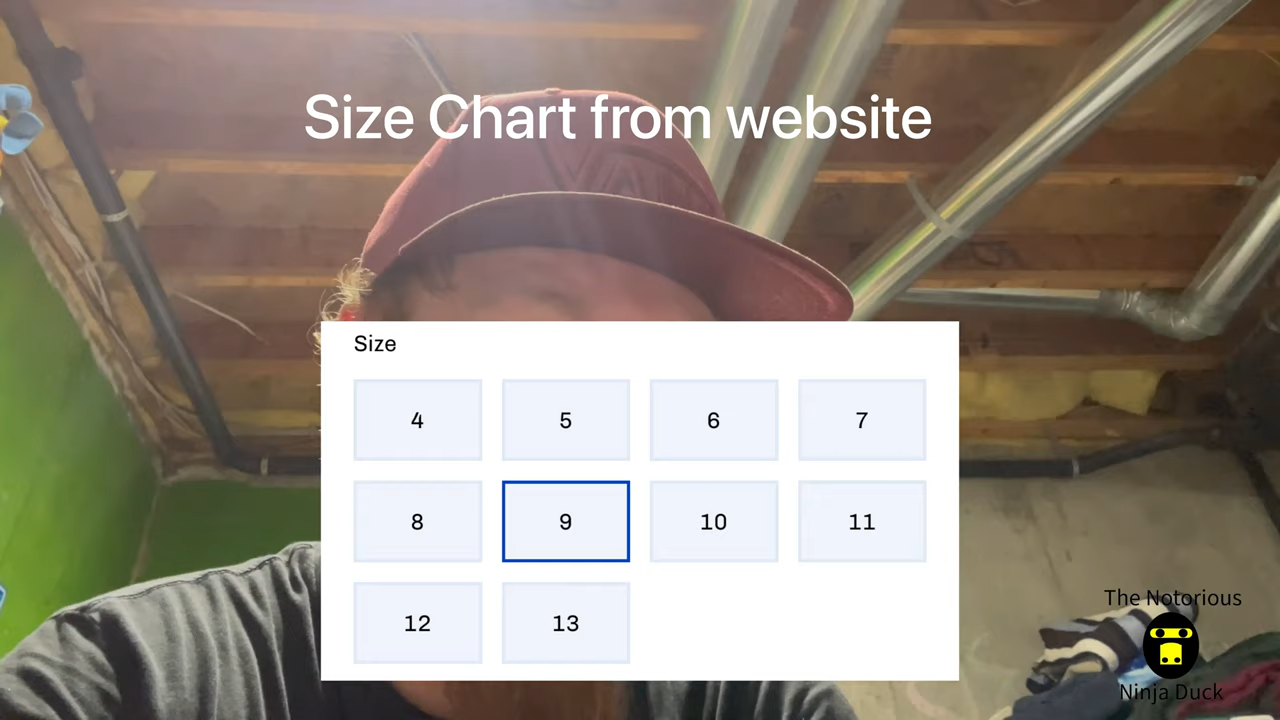 Size Chart from website
Size
4 5 6 7
8 9 10 11
12 13
The Notorious
Ninja Duck